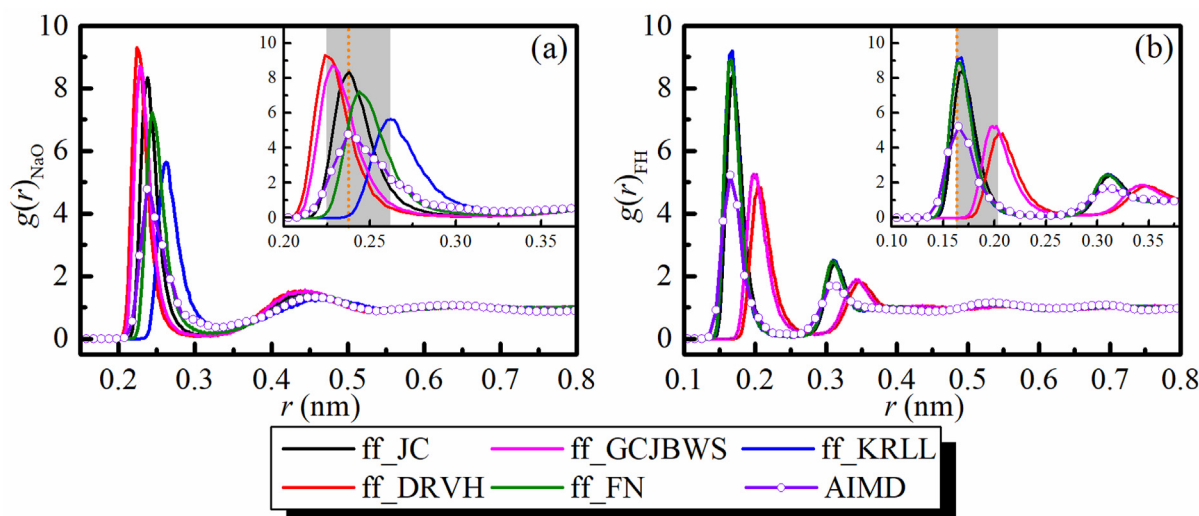 10
8
6
4
2
0
g(r)NaO
0.2 0.3 0.4 0.5 0.6 0.7 0.8
r (nm)
(a)
10
8
6
4
2
0
0.20 0.25 0.30 0.35
10
8
6
4
2
0
g(r)FH
0.1 0.2 0.3 0.4 0.5 0.6 0.7 0.8
r (nm)
(b)
10
8
6
4
2
0
0.10 0.15 0.20 0.25 0.30 0.35
ff_JC ff_GCJBWS ff_KRLL
ff_DRVH ff_FN AIMD